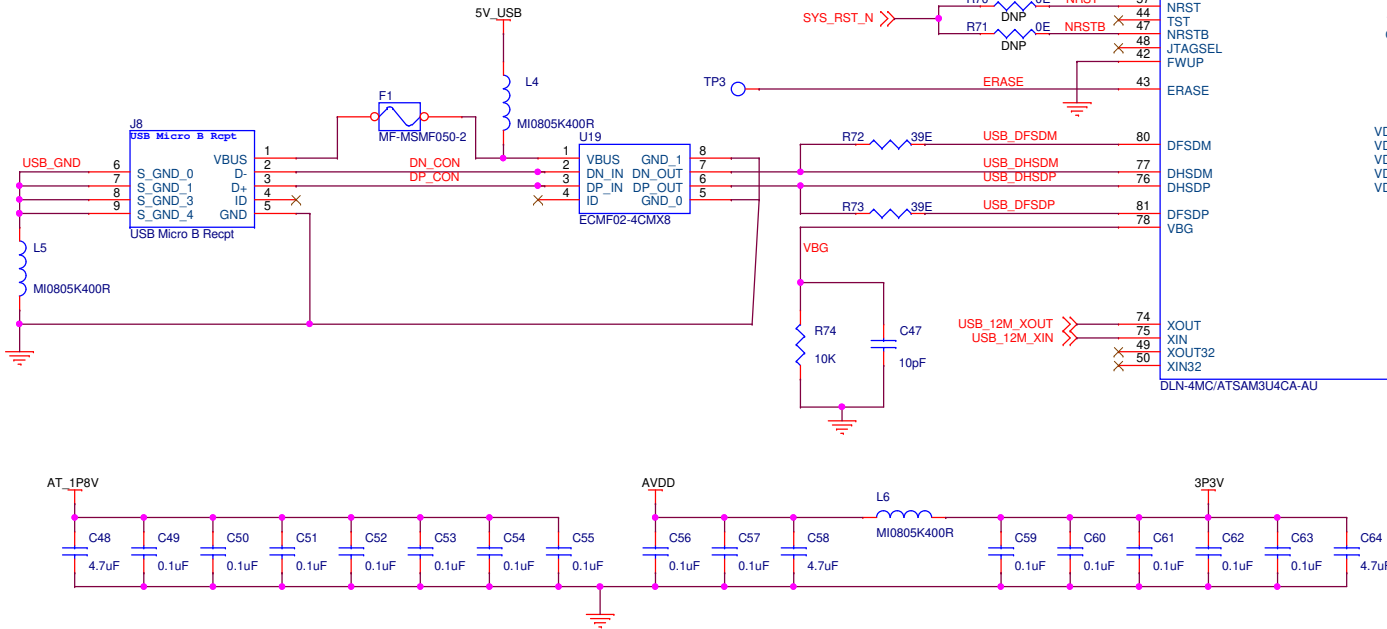 5V_USB
SYS_RST_N
R70 0E NRST 37 NRST
DNP 44 TST
R71 0E NRSTB 47 NRSTB
DNP 48 JTAGSEL
42 FWUP
TP3 ERASE 43 ERASE
L4
MI0805K400R
F1
MF-MSMF050-2
J8
USB Micro B Rcpt
USB_GND 6 S_GND_0 VBUS 1
7 S_GND_1 D- 2 DN_CON
8 S_GND_3 D+ 3 DP_CON
9 S_GND_4 ID 4
GND 5
USB Micro B Recpt
U19
1 VBUS GND_1 8
2 DN_IN DN_OUT 7
3 DP_IN DP_OUT 6
4 ID GND_0 5
ECMF02-4CMX8
R72 39E USB_DFSDM 80 DFSDM
USB_DHSDM 77 DHSDM
USB_DHSDP 76 DHSDP
R73 39E USB_DFSDP 81 DFSDP
78 VBG
VD
VD
VD
VD
VD
VBG
L5
MI0805K400R
R74
10K
C47
10pF
USB_12M_XOUT 74 XOUT
USB_12M_XIN 75 XIN
49 XOUT32
50 XIN32
DLN-4MC/ATSAM3U4CA-AU
AT_1P8V
AVDD
L6
MI0805K400R
3P3V
C48 C49 C50 C51 C52 C53 C54 C55 C56 C57 C58 C59 C60 C61 C62 C63 C64
4.7uF 0.1uF 0.1uF 0.1uF 0.1uF 0.1uF 0.1uF 0.1uF 0.1uF 0.1uF 4.7uF 0.1uF 0.1uF 0.1uF 0.1uF 0.1uF 4.7uF